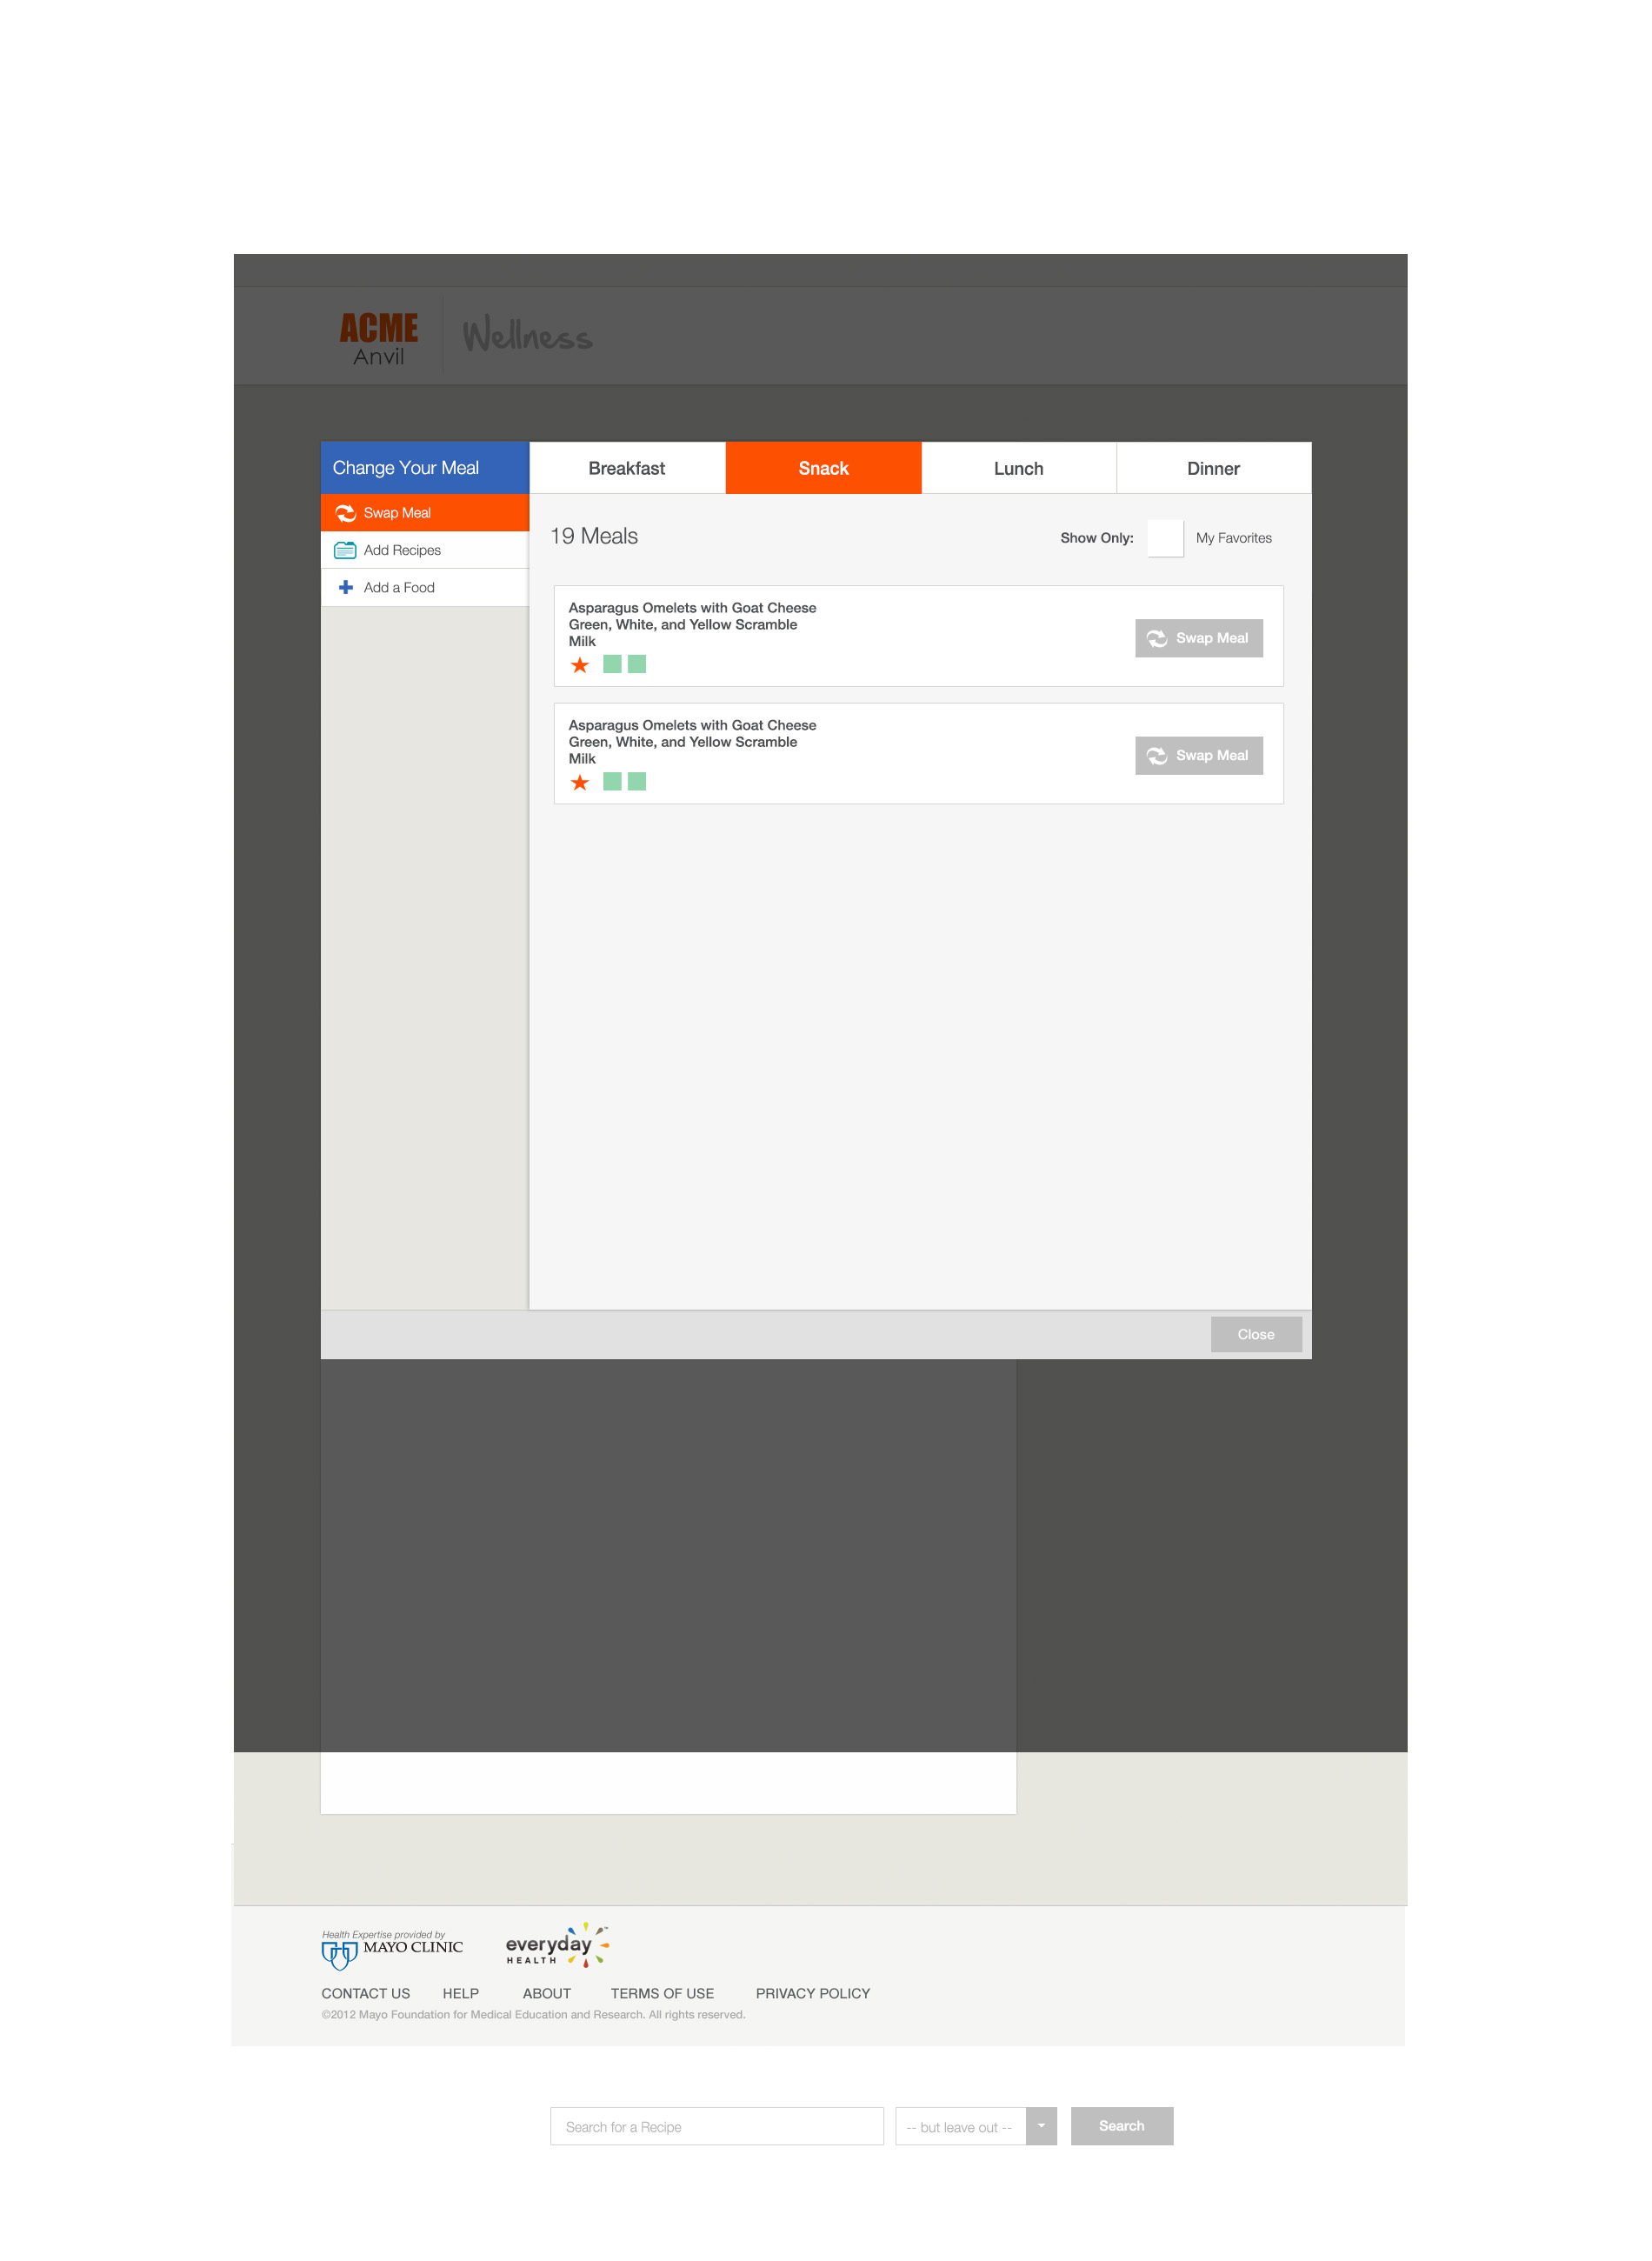 ACME
Anvil
Wellness
Change Your Meal
Breakfast
Snack
Lunch
Dinner
Swap Meal
Add Recipes
Add a Food
19 Meals
Show Only:
My Favorites
Asparagus Omelets with Goat Cheese
Green, White, and Yellow Scramble
Milk
Swap Meal
Asparagus Omelets with Goat Cheese
Green, White, and Yellow Scramble
Milk
Swap Meal
Close
Health Expertise provided by
MAYO CLINIC
everyday™
HEALTH
CONTACT US
HELP
ABOUT
TERMS OF USE
PRIVACY POLICY
©2012 Mayo Foundation for Medical Education and Research. All rights reserved.
Search for a Recipe
-- but leave out --
Search